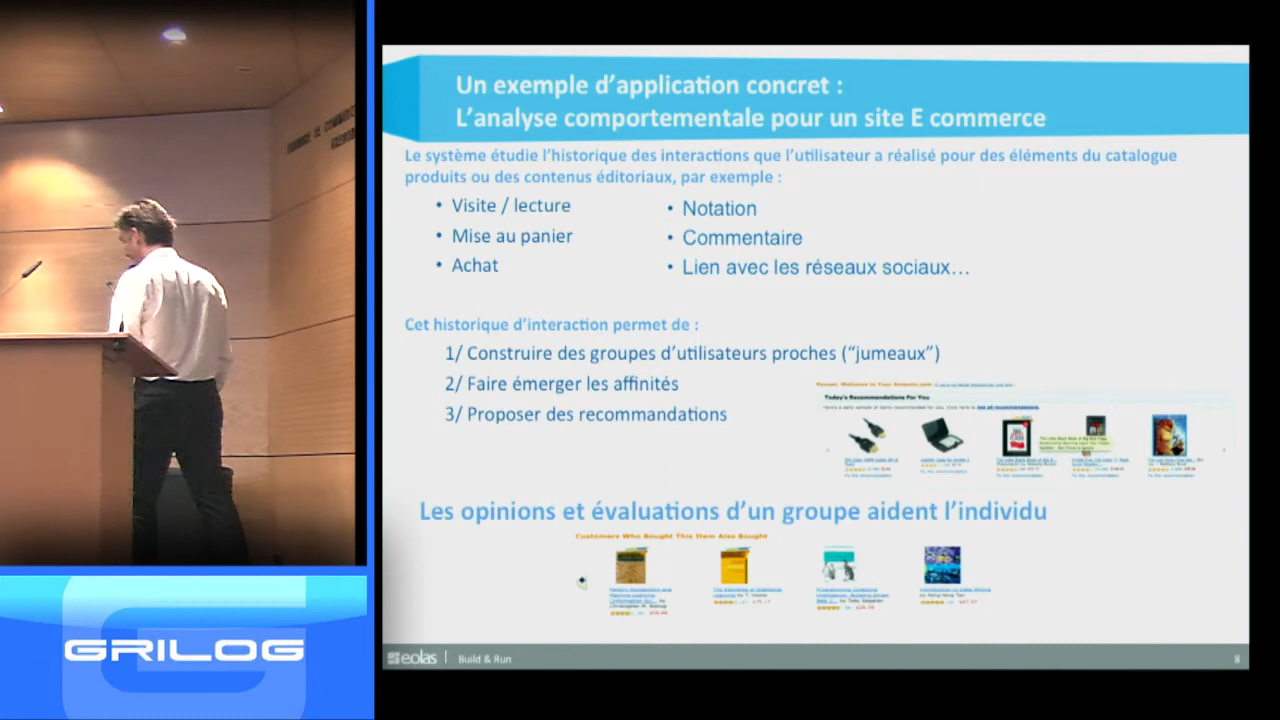 Un exemple d'application concret :
L'analyse comportementale pour un site E commerce
Le système étudie l'historique des interactions que l'utilisateur a réalisé pour des éléments du catalogue
produits ou des contenus éditoriaux, par exemple :
• Visite / lecture
• Mise au panier
• Achat
• Notation
• Commentaire
• Lien avec les réseaux sociaux…
Cet historique d'interaction permet de :
1/ Construire des groupes d'utilisateurs proches (“jumeaux”)
2/ Faire émerger les affinités
3/ Proposer des recommandations
Today's Recommendations For You
Les opinions et évaluations d'un groupe aident l'individu
Customers Who Bought This Item Also Bought
GRILOG
eolas
Build & Run
8